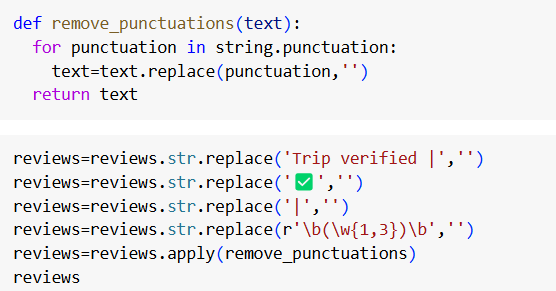 def remove_punctuations(text):
  for punctuation in string.punctuation:
    text=text.replace(punctuation,'')
  return text
reviews=reviews.str.replace('Trip verified |','')
reviews=reviews.str.replace('✅','')
reviews=reviews.str.replace('|','')
reviews=reviews.str.replace(r'\b(\w{1,3})\b','')
reviews=reviews.apply(remove_punctuations)
reviews